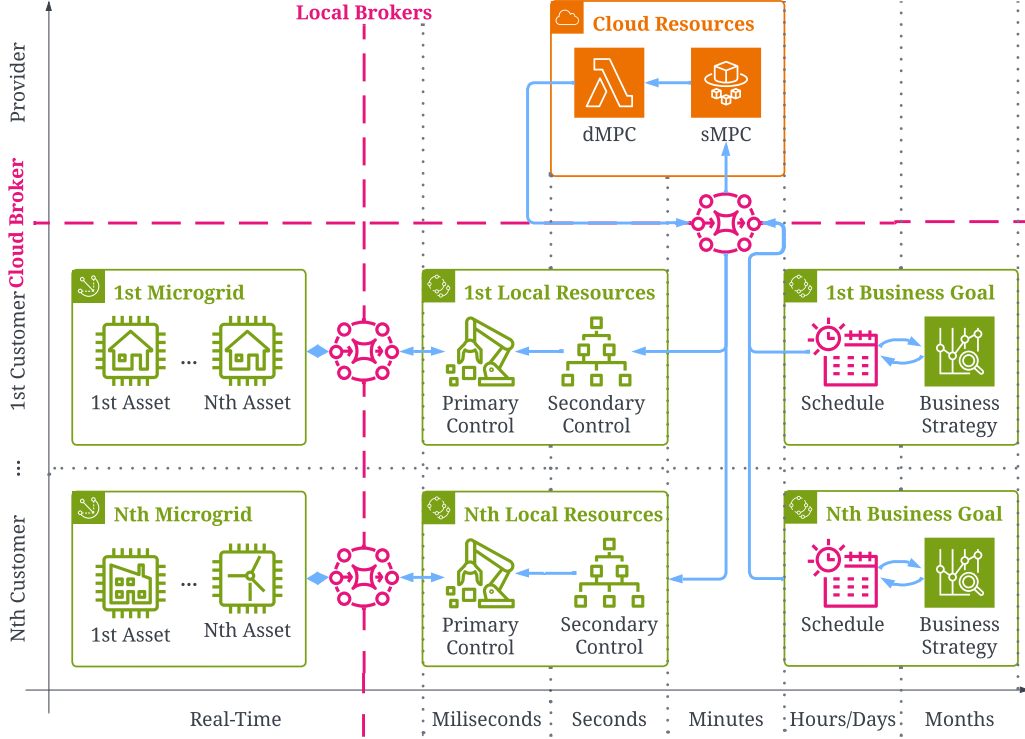 Local Brokers
Cloud Resources
dMPC
sMPC
Provider
Cloud Broker
1st Customer
...
Nth Customer
1st Microgrid
1st Asset
...
Nth Asset
1st Local Resources
Primary
Control
Secondary
Control
1st Business Goal
Schedule
Business
Strategy
Nth Microgrid
1st Asset
...
Nth Asset
Nth Local Resources
Primary
Control
Secondary
Control
Nth Business Goal
Schedule
Business
Strategy
Real-Time
Miliseconds
Seconds
Minutes
Hours/Days
Months